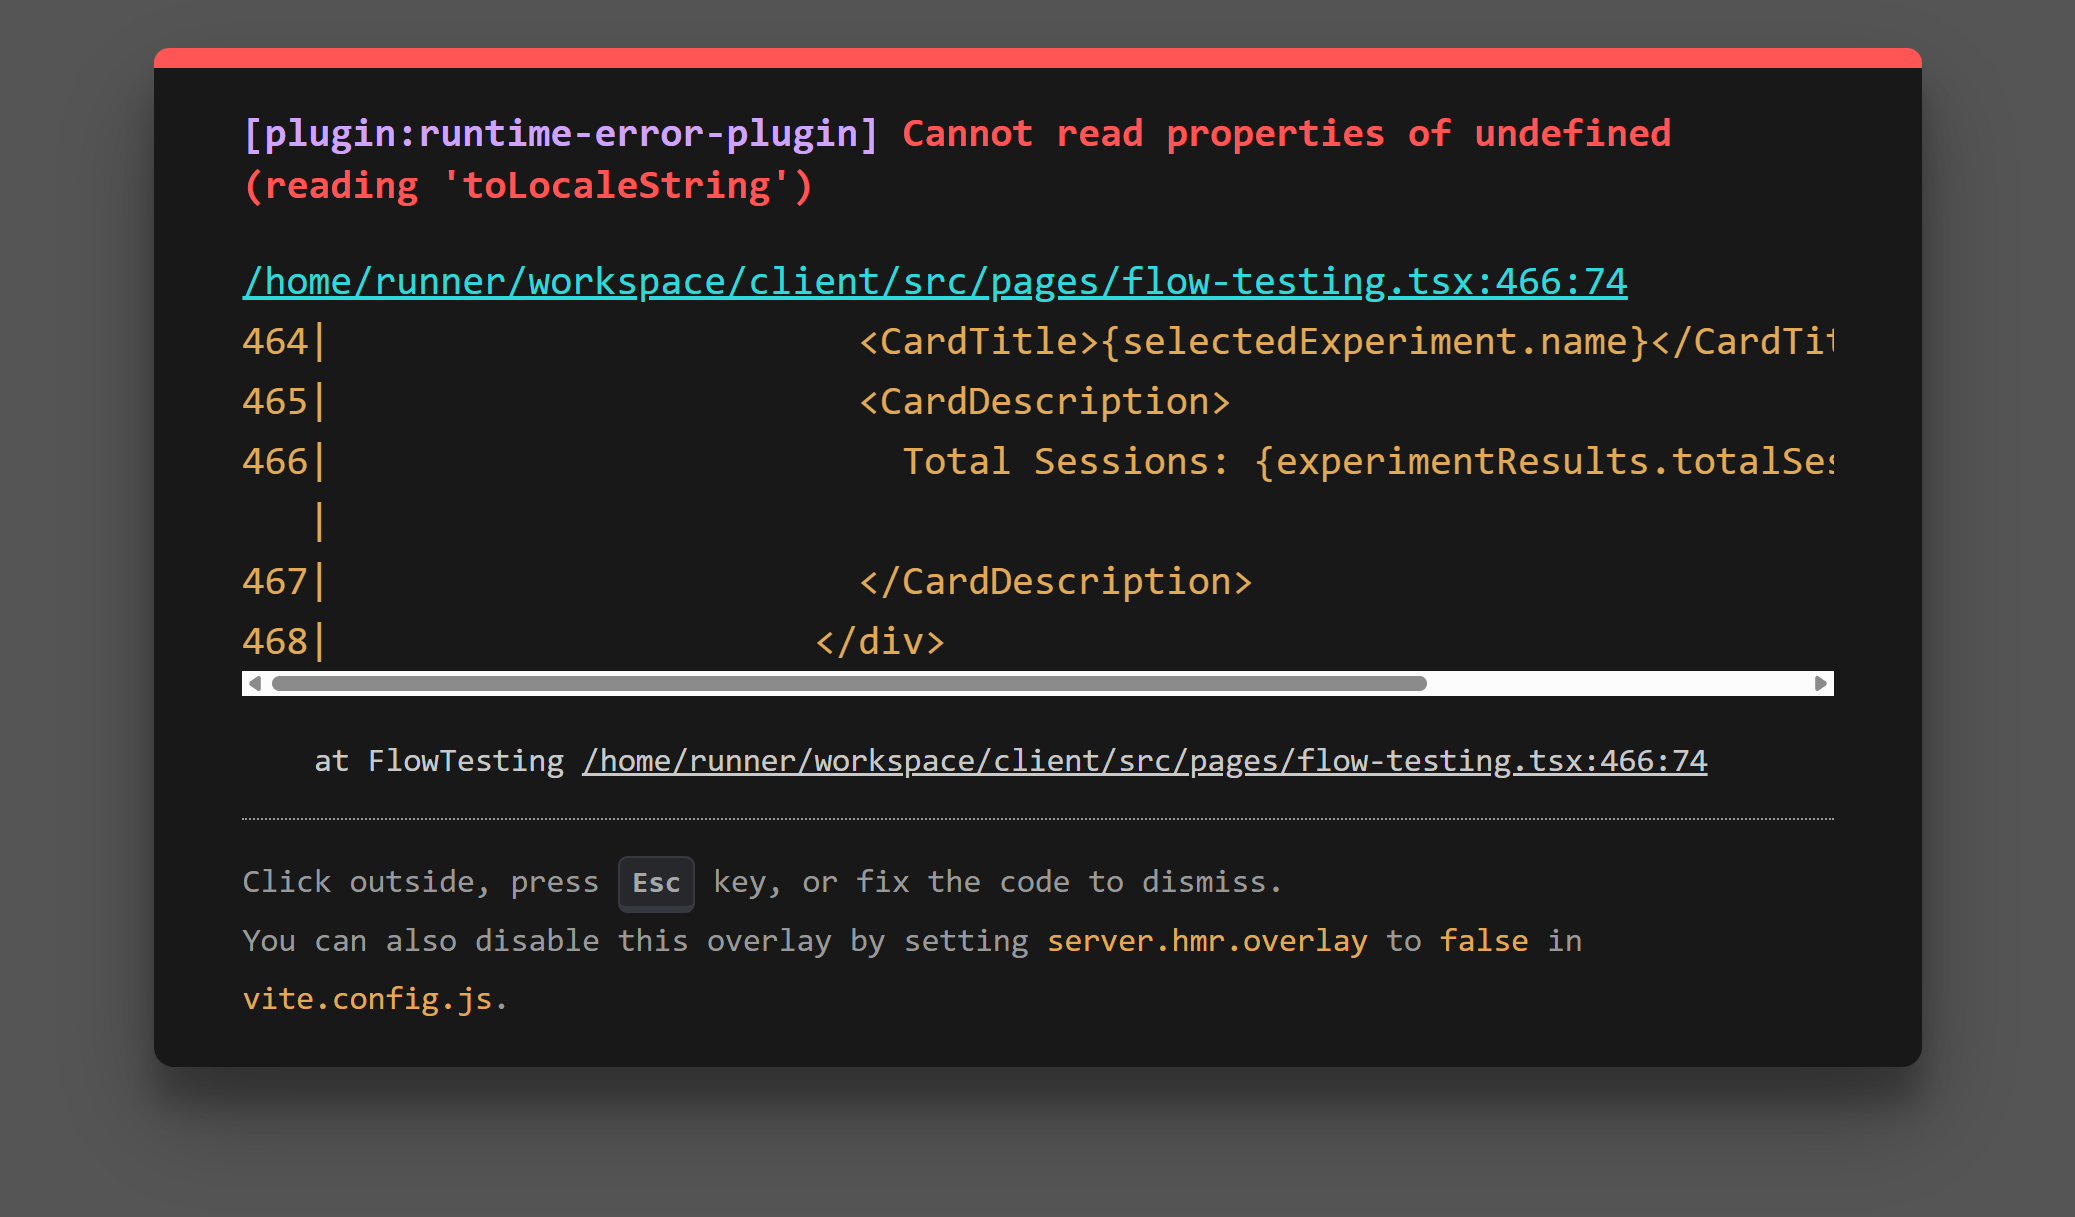 [plugin:runtime-error-plugin] Cannot read properties of undefined
(reading 'toLocaleString')
/home/runner/workspace/client/src/pages/flow-testing.tsx:466:74
464|                         <CardTitle>{selectedExperiment.name}</CardTit
465|                         <CardDescription>
466|                           Total Sessions: {experimentResults.totalSes
   |
467|                         </CardDescription>
468|                       </div>
at FlowTesting /home/runner/workspace/client/src/pages/flow-testing.tsx:466:74
Click outside, press Esc key, or fix the code to dismiss.
You can also disable this overlay by setting server.hmr.overlay to false in
vite.config.js.